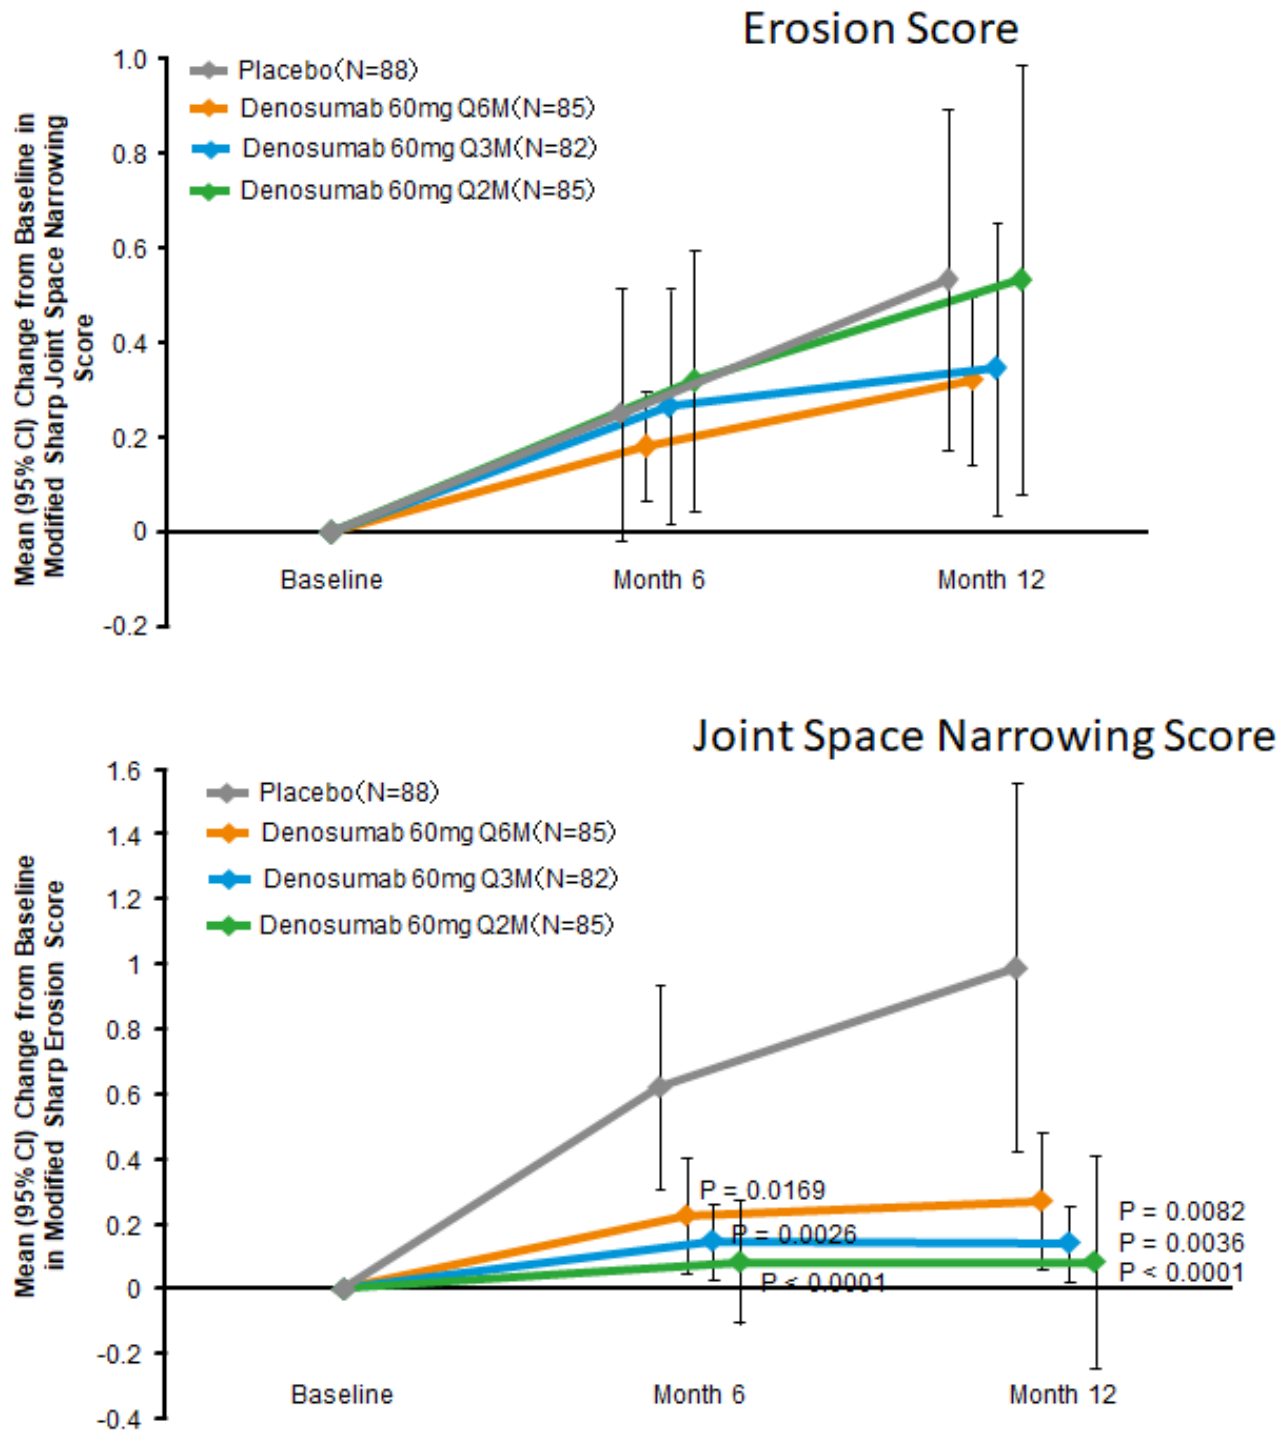 Erosion Score
Mean (95% CI) Change from Baseline in
Modified Sharp Joint Space Narrowing
Score
1.0
0.8
0.6
0.4
0.2
0
-0.2
Placebo(N=88)
Denosumab 60mg Q6M(N=85)
Denosumab 60mg Q3M(N=82)
Denosumab 60mg Q2M(N=85)
Baseline
Month 6
Month 12
Joint Space Narrowing Score
Mean (95% CI) Change from Baseline
in Modified Sharp Erosion Score
1.6
1.4
1.2
1
0.8
0.6
0.4
0.2
0
-0.2
-0.4
Placebo(N=88)
Denosumab 60mg Q6M(N=85)
Denosumab 60mg Q3M(N=82)
Denosumab 60mg Q2M(N=85)
P = 0.0169
P = 0.0026
P < 0.0001
P = 0.0082
P = 0.0036
P < 0.0001
Baseline
Month 6
Month 12